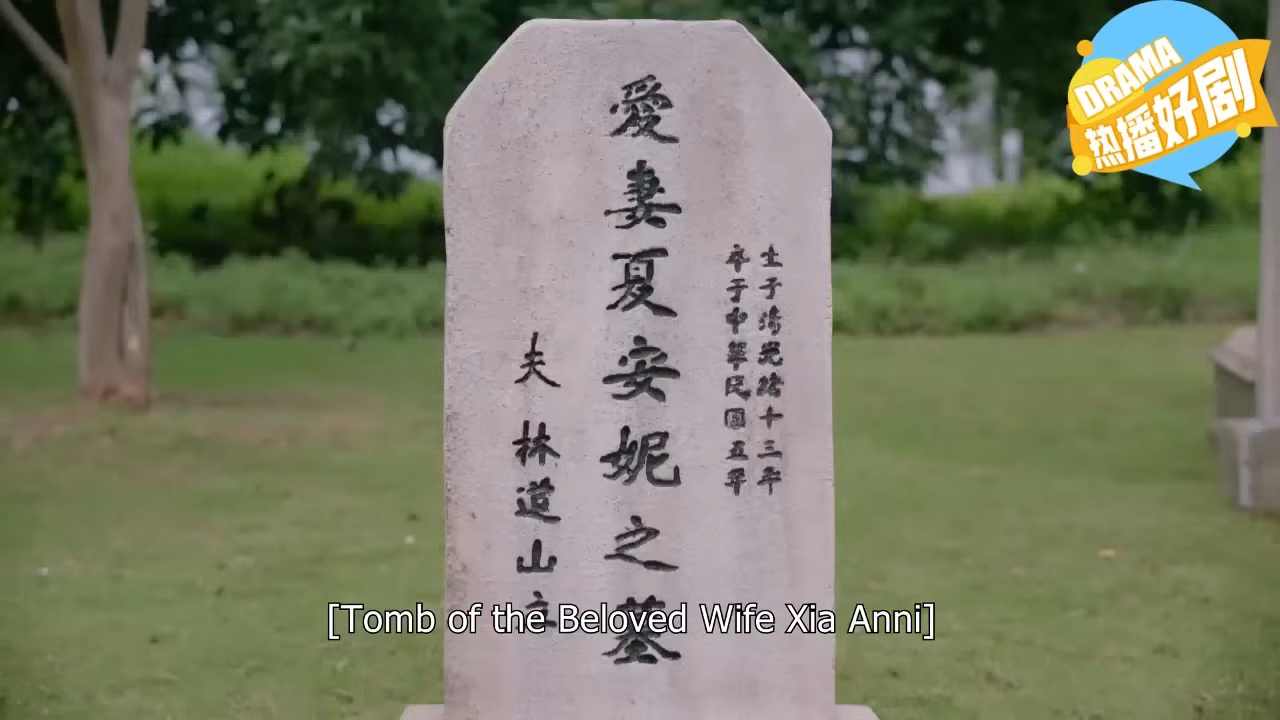 生于清光緒十三年
卒于中華民國五年
愛妻夏安妮之墓
夫 林道山立
DRAMA
热播好剧
[Tomb of the Beloved Wife Xia Anni]